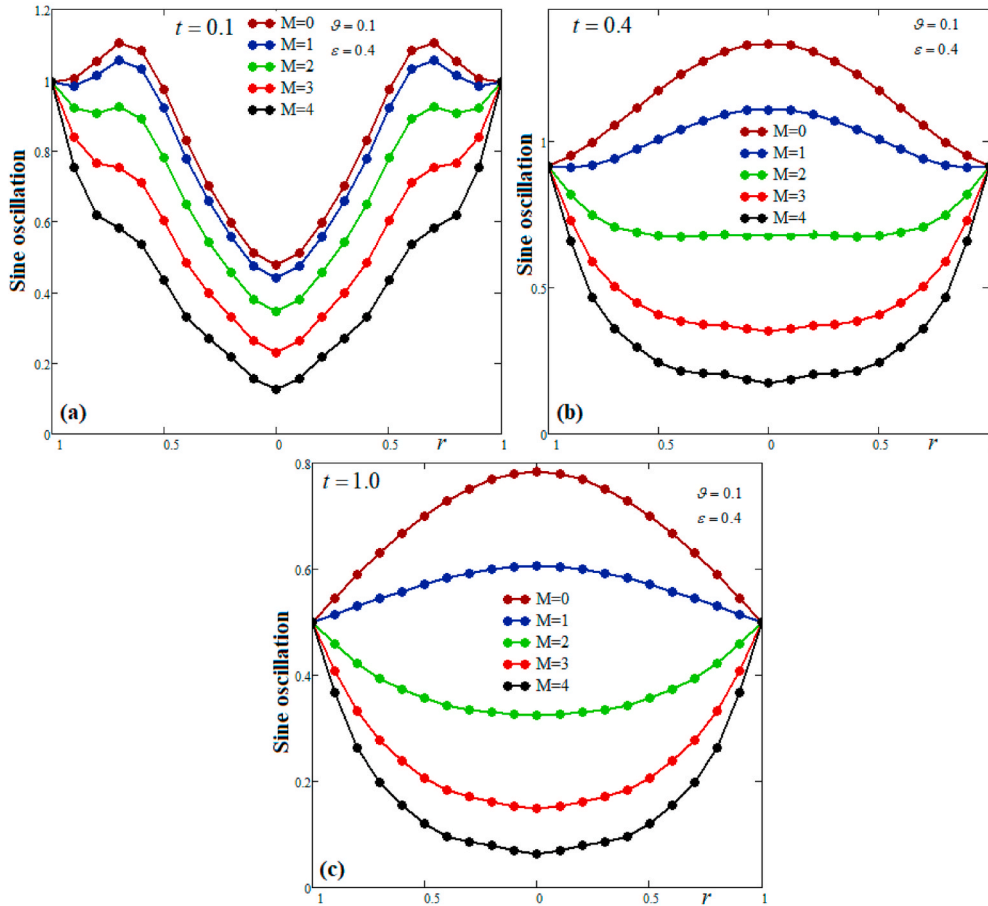 t = 0.1
M=0
M=1
M=2
M=3
M=4
ϑ = 0.1
ε = 0.4
1.2
1
0.8
0.6
0.4
0.2
0
Sine oscillation
(a)
1
0.5
0
0.5
r
1
t = 0.4
ϑ = 0.1
ε = 0.4
M=0
M=1
M=2
M=3
M=4
1
0.5
0
Sine oscillation
(b)
1
0.5
0
0.5
r
1
t = 1.0
ϑ = 0.1
ε = 0.4
M=0
M=1
M=2
M=3
M=4
0.8
0.6
0.4
0.2
0
Sine oscillation
(c)
1
0.5
0
0.5
r
1